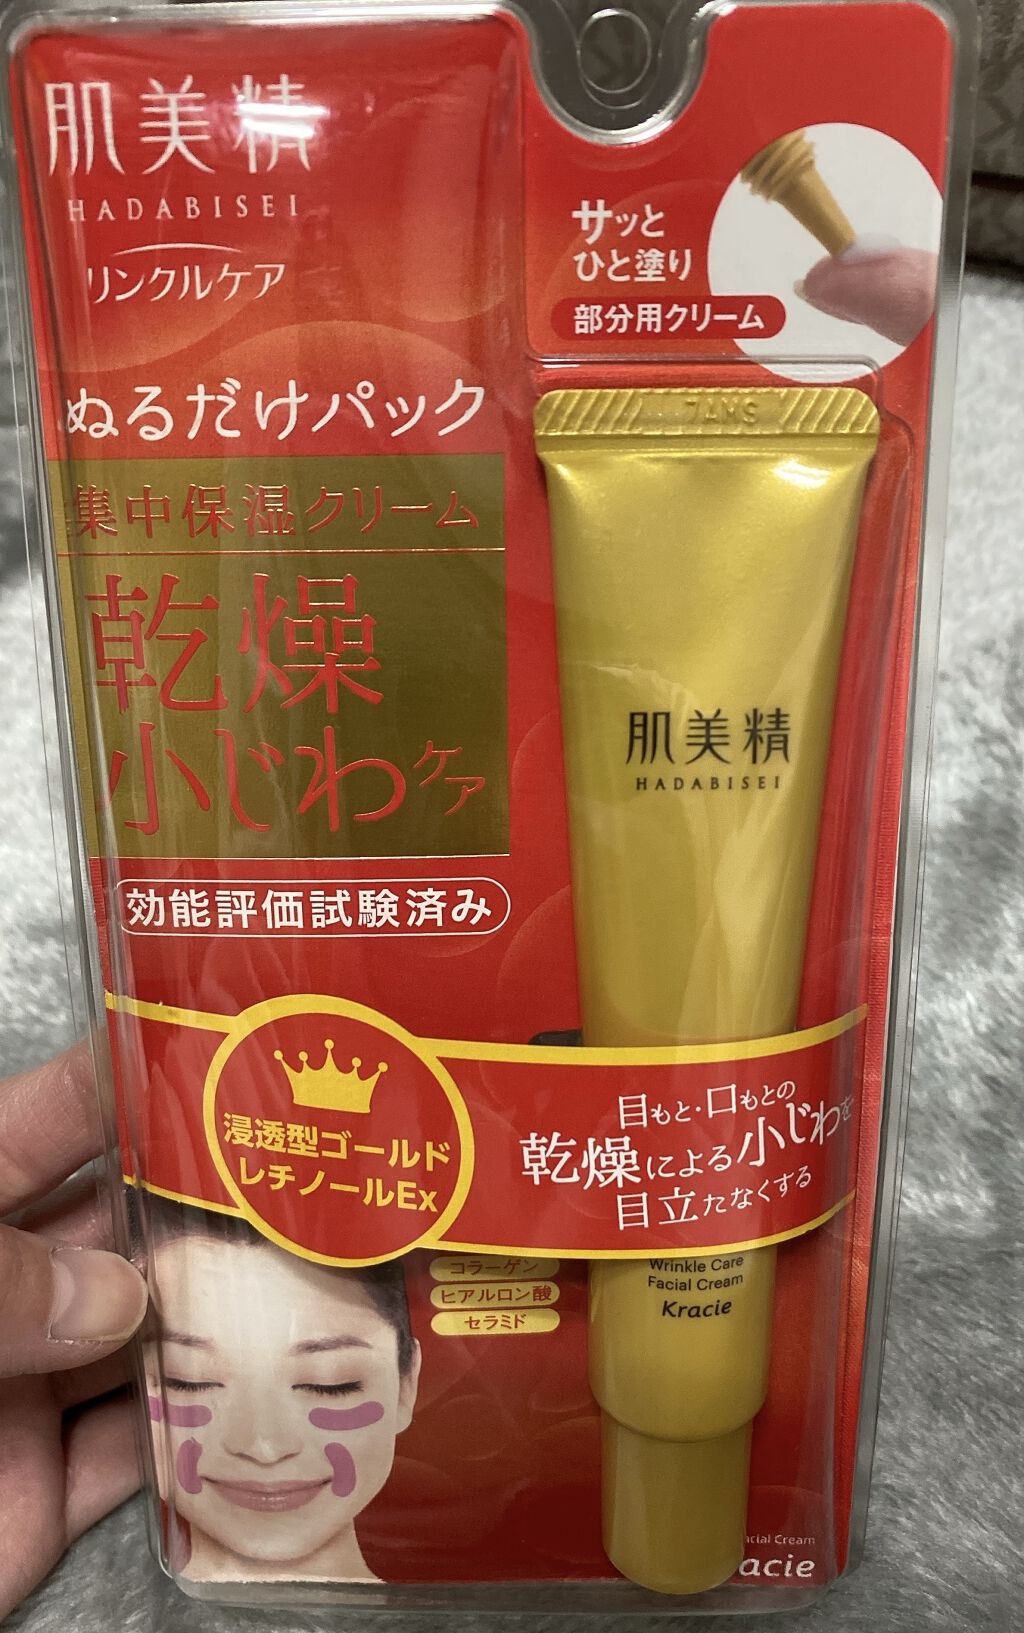 肌美精
HADABISEI
リンクルケア
サッと
ひと塗り
部分用クリーム
ぬるだけパック
集中保湿クリーム
乾燥
小じわケア
効能評価試験済み
7AMS
肌美精
HADABISEI
浸透型ゴールド
レチノールEx
目もと・口もとの
乾燥による小じわを
目立たなくする
コラーゲン
ヒアルロン酸
セラミド
Wrinkle Care
Facial Cream
Kracie
acial Cream
acie